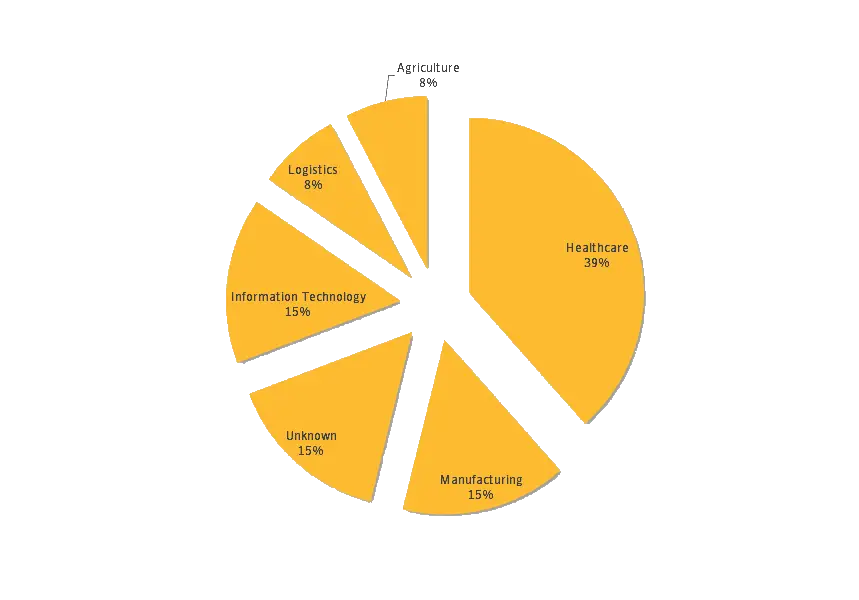 Agriculture
8%
Healthcare
39%
Logistics
8%
Information Technology
15%
Unknown
15%
Manufacturing
15%